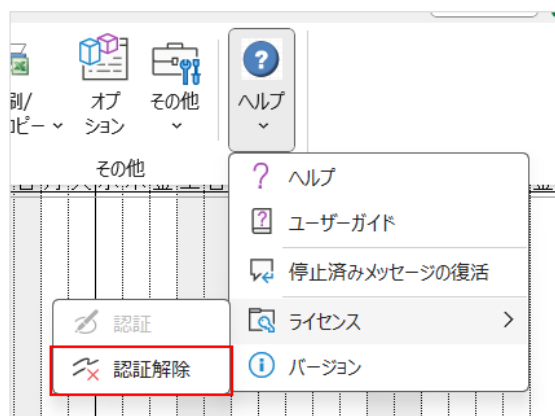 刷/
コピー
オプ
ション
その他
ヘルプ
その他
ヘルプ
ユーザーガイド
停止済みメッセージの復活
ライセンス
バージョン
認証
認証解除